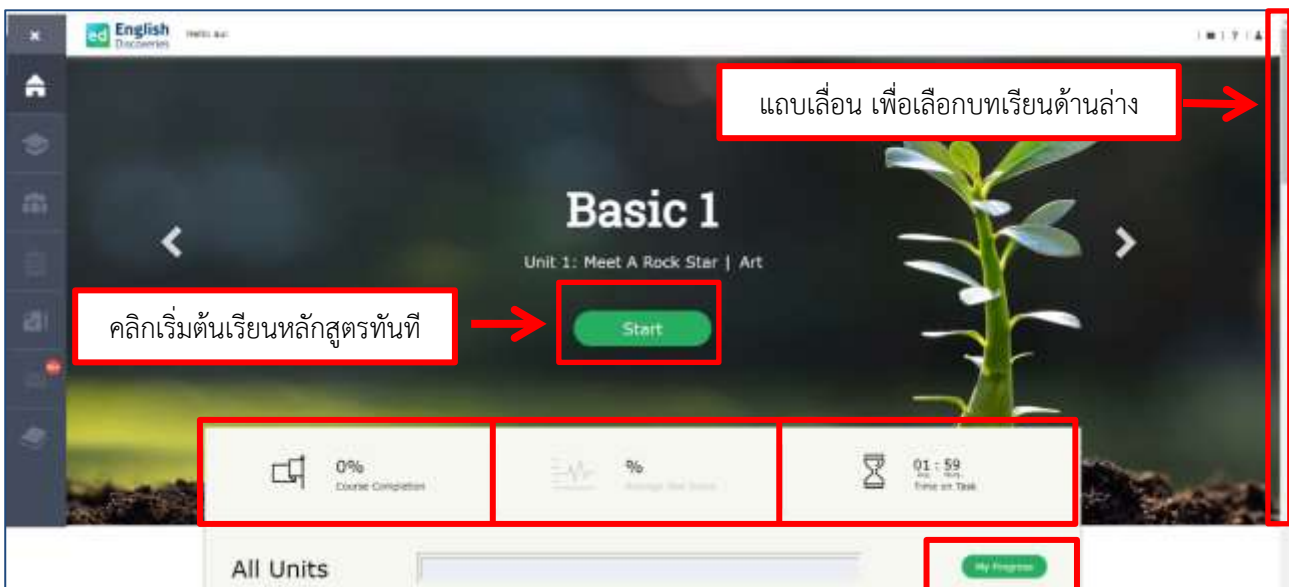 ed English
Discoveries
Hello Aui
แถบเลื่อน เพื่อเลือกบทเรียนด้านล่าง
Basic 1
Unit 1: Meet A Rock Star | Art
คลิกเริ่มต้นเรียนหลักสูตรทันที
Start
0%
Course Completion
%
01 : 59
Time on Task
All Units
My Progress